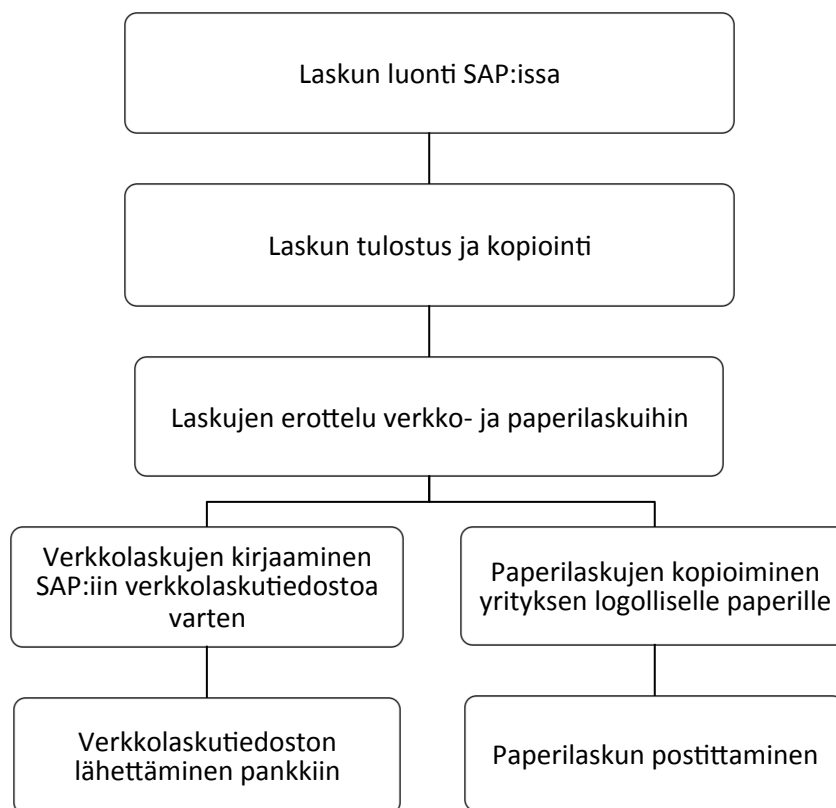 Laskun luonti SAP:issa
Laskun tulostus ja kopiointi
Laskujen erottelu verkko- ja paperilaskuihin
Verkkolaskujen kirjaaminen
SAP:iin verkkolaskutiedostoa
varten
Paperilaskujen kopioiminen
yrityksen logolliselle paperille
Verkkolaskutiedoston
lähettäminen pankkiin
Paperilaskun postittaminen